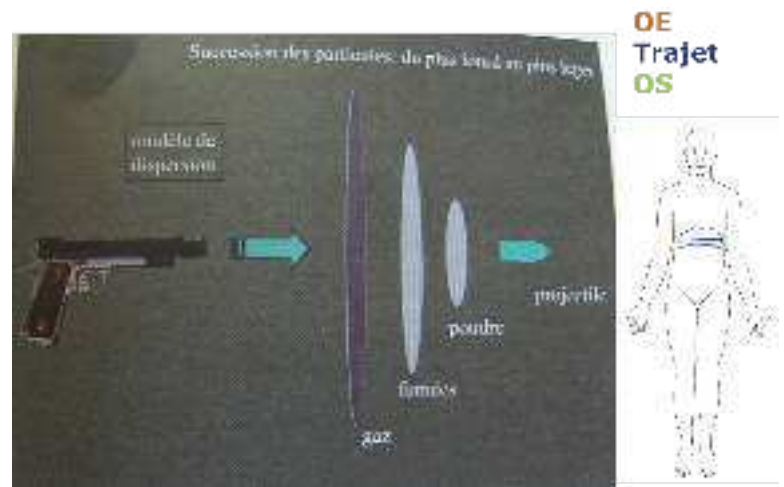 Succession des particules: du plus lourd au plus léger
modèle de
dispersion
projectile
poudre
fumées
gaz
OE
Trajet
OS